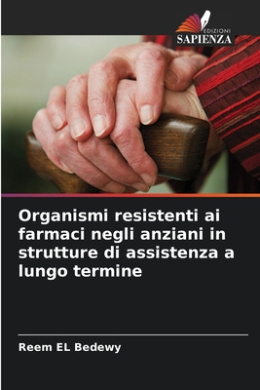 EDIZIONI
SAPIENZA
Organismi resistenti ai
farmaci negli anziani in
strutture di assistenza a
lungo termine
Reem EL Bedewy